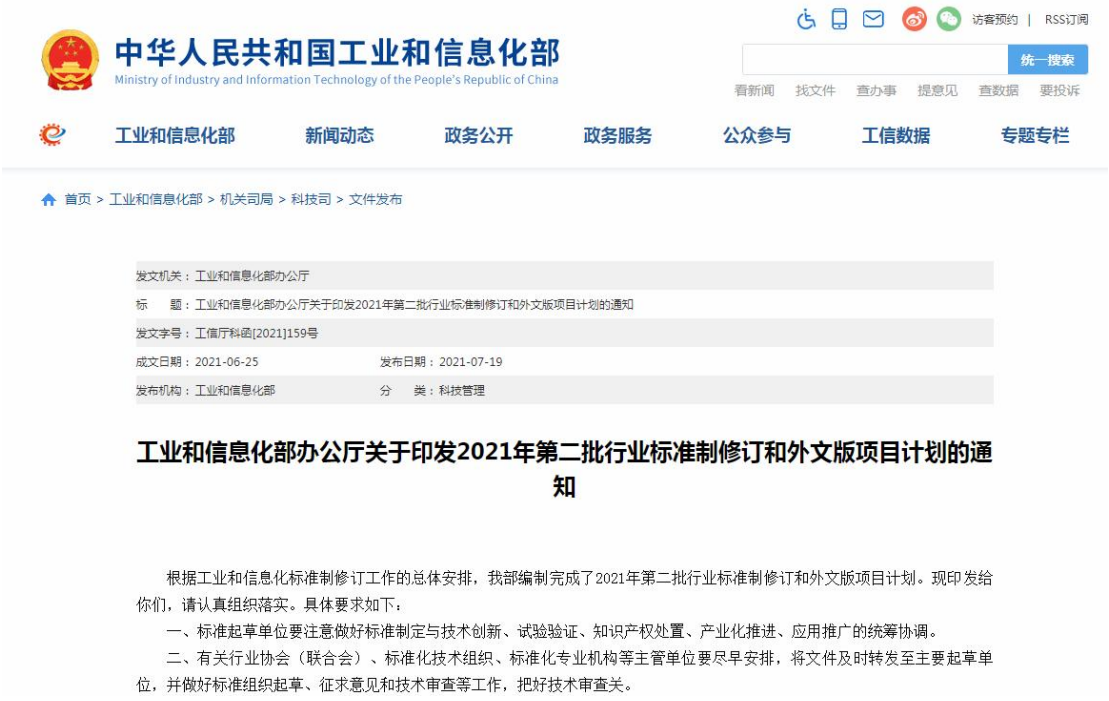 访客预约 | RSS订阅
中华人民共和国工业和信息化部
Ministry of Industry and Information Technology of the People's Republic of China
统一搜索
看新闻 找文件 查办事 提意见 查数据 要投诉
工业和信息化部 新闻动态 政务公开 政务服务 公众参与 工信数据 专题专栏
首页 > 工业和信息化部 > 机关司局 > 科技司 > 文件发布
发文机关：工业和信息化部办公厅
标 题：工业和信息化部办公厅关于印发2021年第二批行业标准制修订和外文版项目计划的通知
发文字号：工信厅科函[2021]159号
成文日期：2021-06-25 发布日期：2021-07-19
发布机构：工业和信息化部 分 类：科技管理
工业和信息化部办公厅关于印发2021年第二批行业标准制修订和外文版项目计划的通
知
根据工业和信息化标准制修订工作的总体安排，我部编制完成了2021年第二批行业标准制修订和外文版项目计划。现印发给
你们，请认真组织落实。具体要求如下：
一、标准起草单位要注意做好标准制定与技术创新、试验验证、知识产权处置、产业化推进、应用推广的统筹协调。
二、有关行业协会（联合会）、标准化技术组织、标准化专业机构等主管单位要尽早安排，将文件及时转发至主要起草单
位，并做好标准组织起草、征求意见和技术审查等工作，把好技术审查关。